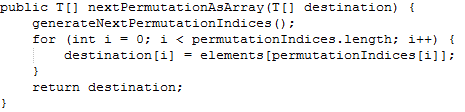 public T[] nextPermutationAsArray(T[] destination) {
    generateNextPermutationIndices();
    for (int i = 0; i < permutationIndices.length; i++) {
        destination[i] = elements[permutationIndices[i]];
    }
    return destination;
}